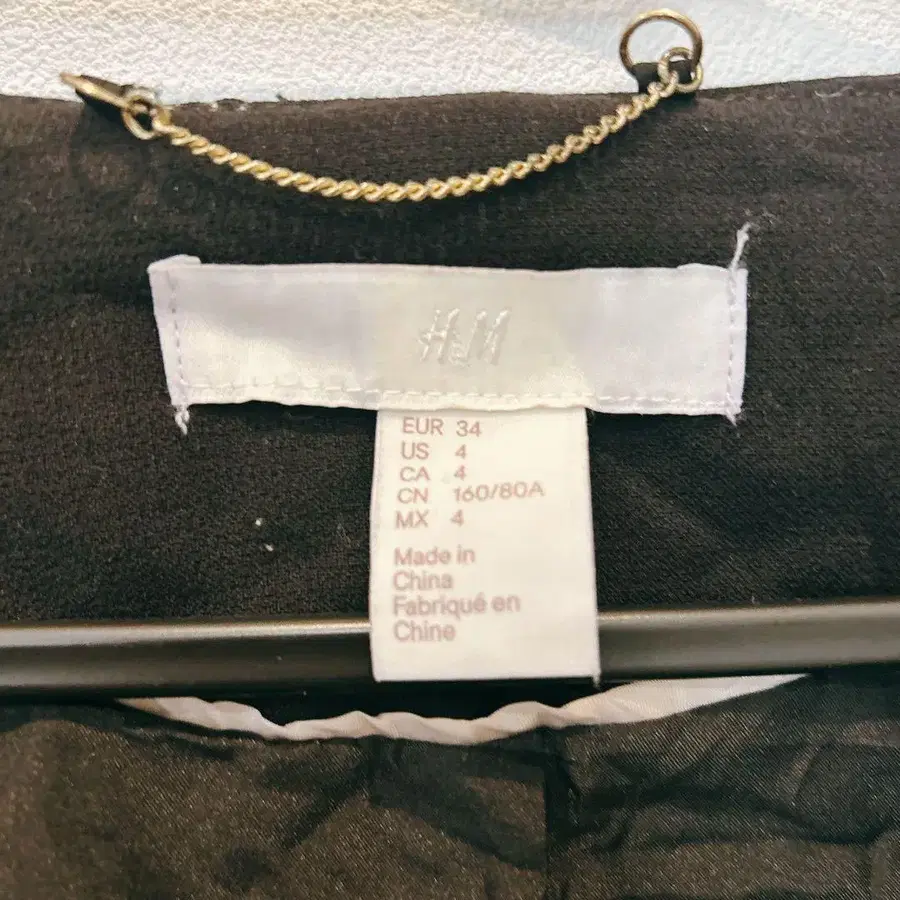 H&M
EUR 34
US 4
CA 4
CN 160/80A
MX 4
Made in
China
Fabriqué en
Chine